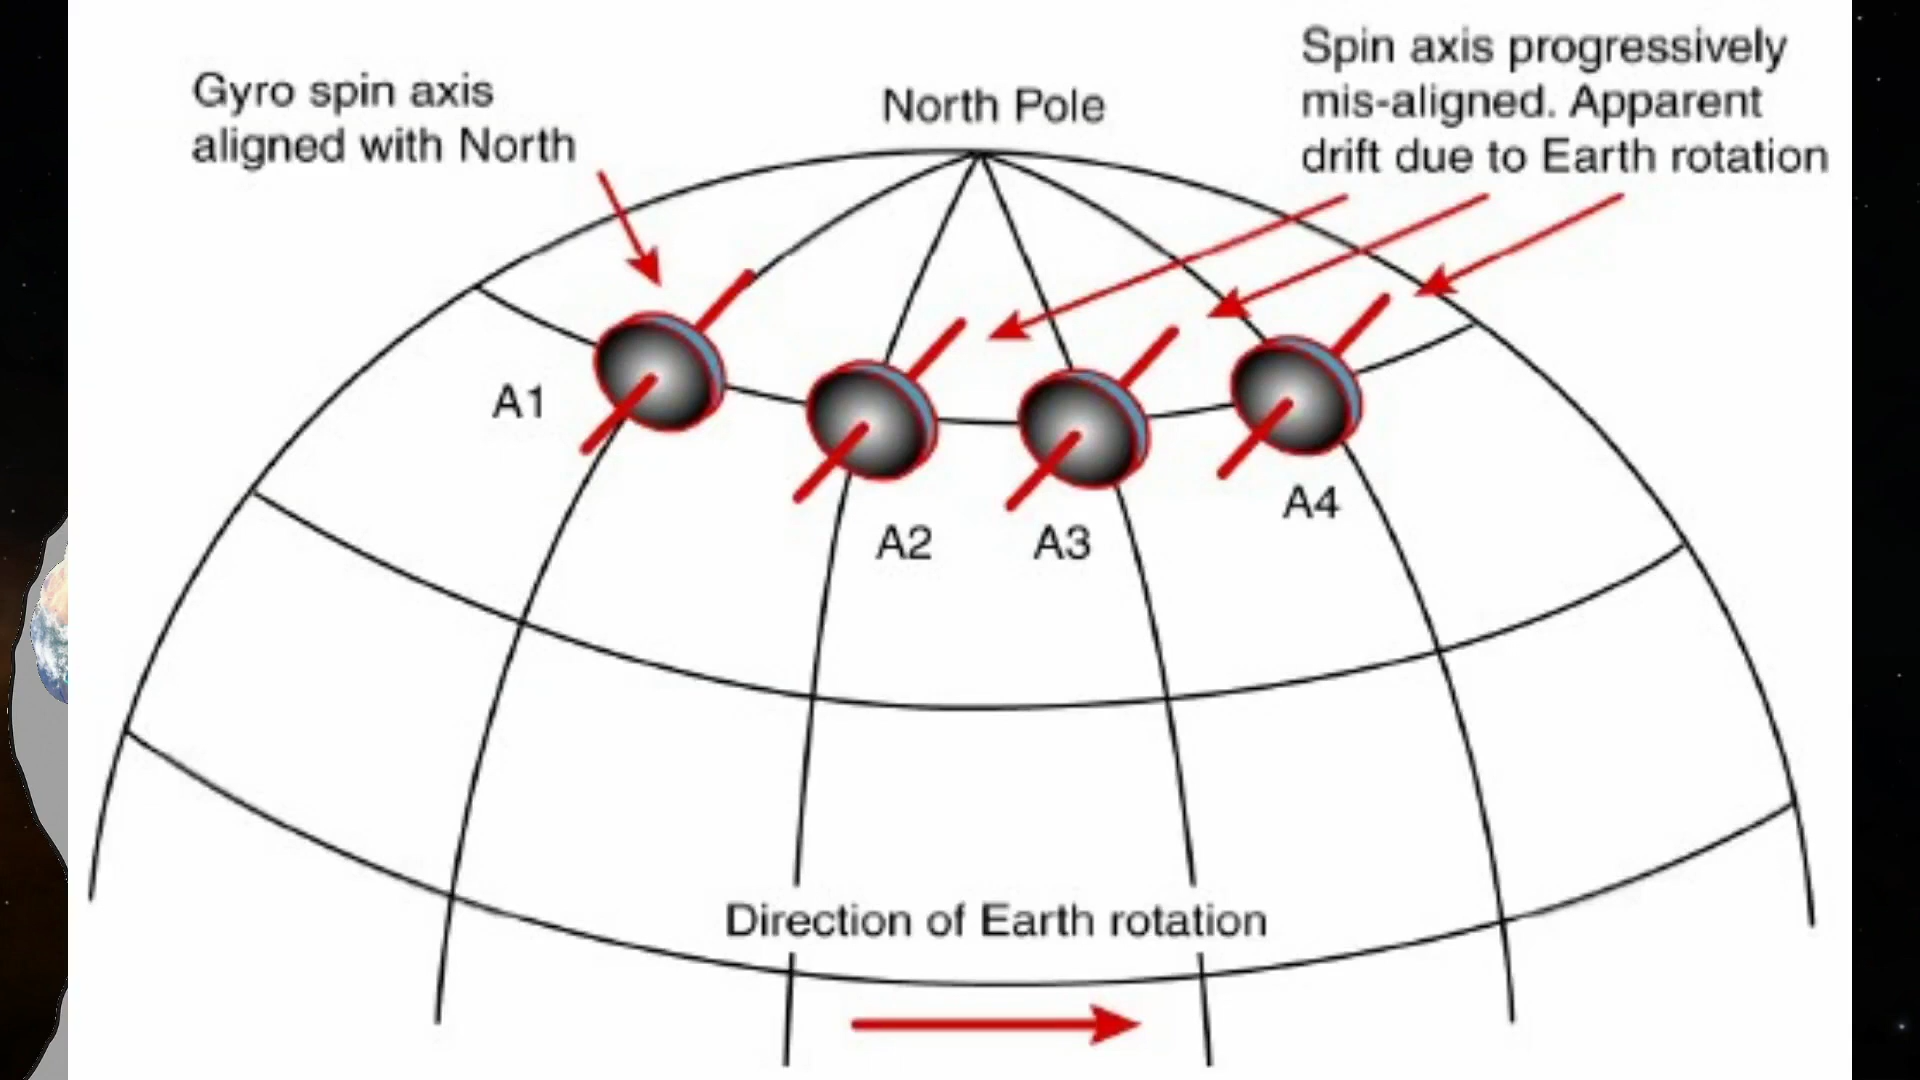 Gyro spin axis
aligned with North
North Pole
Spin axis progressively
mis-aligned. Apparent
drift due to Earth rotation
A1
A2
A3
A4
Direction of Earth rotation